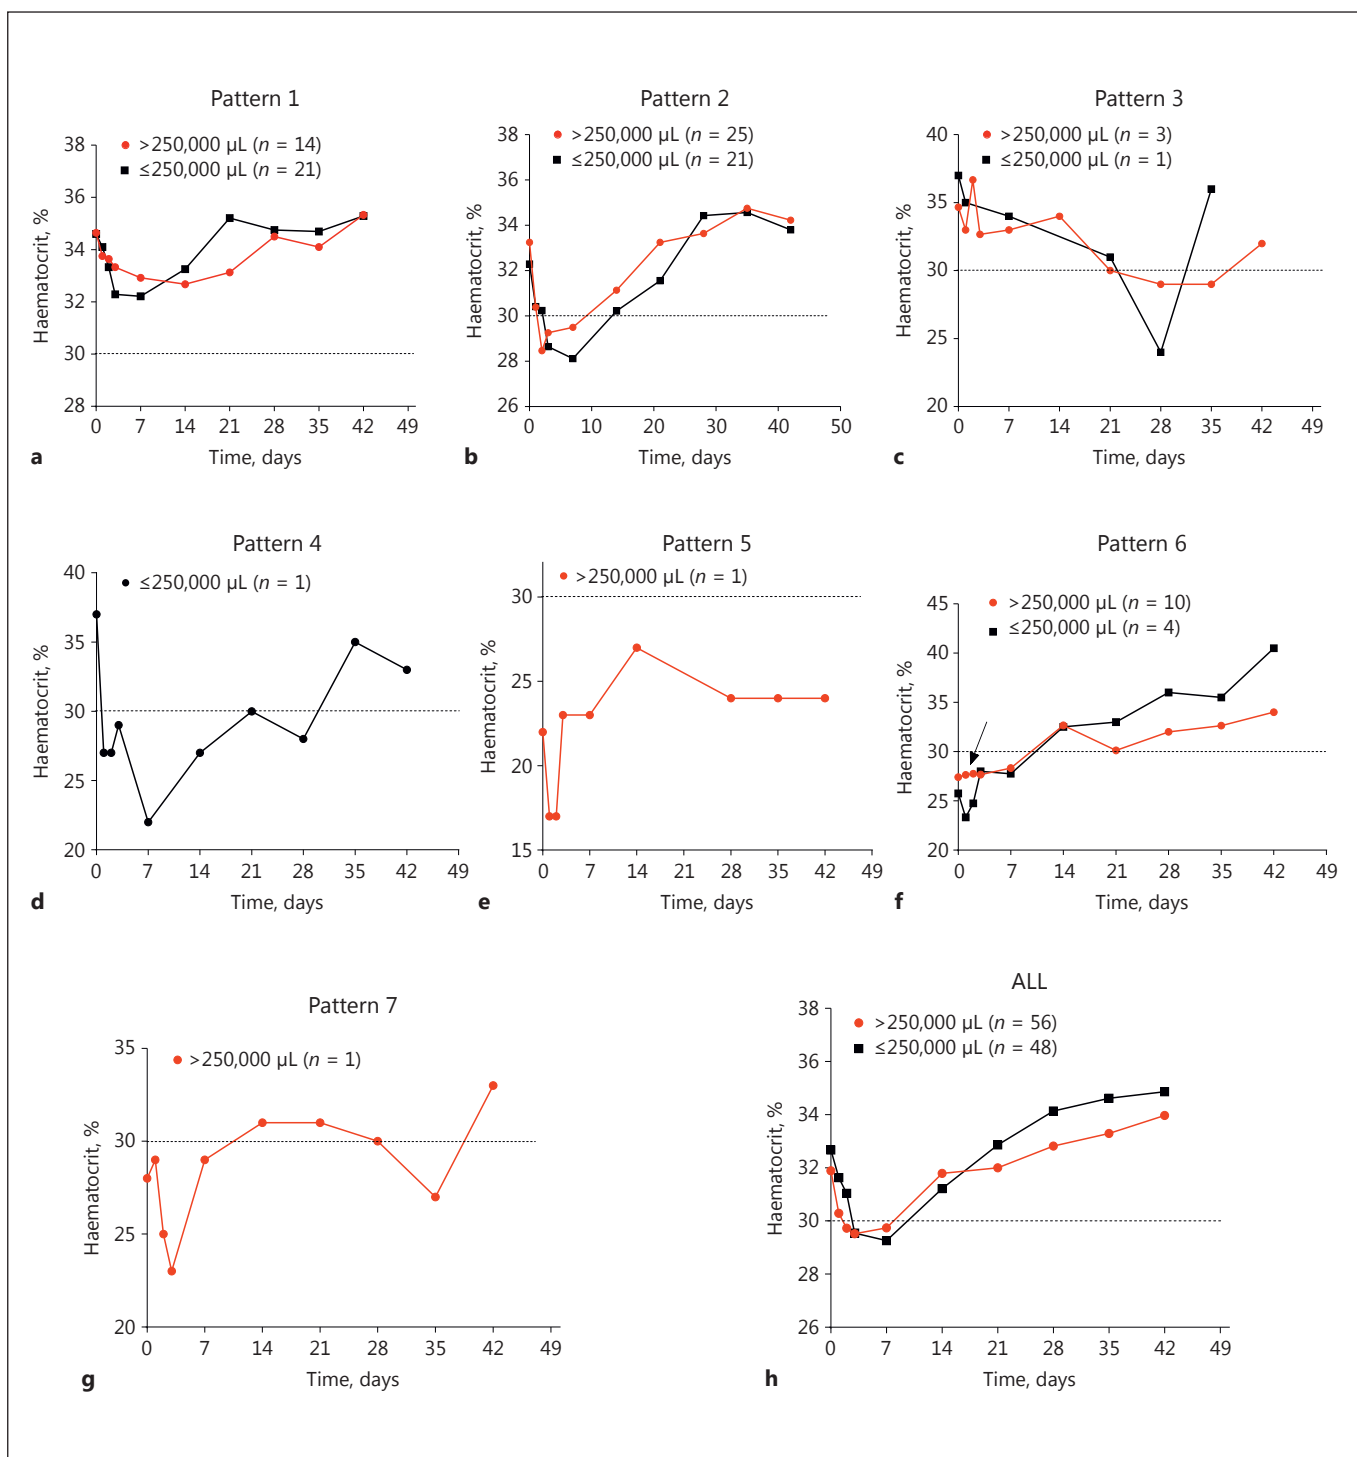 Pattern 1
>250,000 μL (n = 14)
≤250,000 μL (n = 21)
Haematocrit, %
38
36
34
32
30
28
0 7 14 21 28 35 42 49
Time, days
a
Pattern 2
>250,000 μL (n = 25)
≤250,000 μL (n = 21)
Haematocrit, %
38
36
34
32
30
28
26
0 10 20 30 40 50
Time, days
b
Pattern 3
>250,000 μL (n = 3)
≤250,000 μL (n = 1)
Haematocrit, %
40
35
30
25
20
0 7 14 21 28 35 42 49
Time, days
c
Pattern 4
≤250,000 μL (n = 1)
Haematocrit, %
40
35
30
25
20
0 7 14 21 28 35 42 49
Time, days
d
Pattern 5
>250,000 μL (n = 1)
Haematocrit, %
30
24
20
15
0 7 14 21 28 35 42 49
Time, days
e
Pattern 6
>250,000 μL (n = 10)
≤250,000 μL (n = 4)
Haematocrit, %
45
40
35
30
25
20
0 7 14 21 28 35 42 49
Time, days
f
Pattern 7
>250,000 μL (n = 1)
Haematocrit, %
35
30
25
20
0 7 14 21 28 35 42 49
Time, days
g
ALL
>250,000 μL (n = 56)
≤250,000 μL (n = 48)
Haematocrit, %
38
36
34
32
30
28
26
0 7 14 21 28 35 42 49
Time, days
h